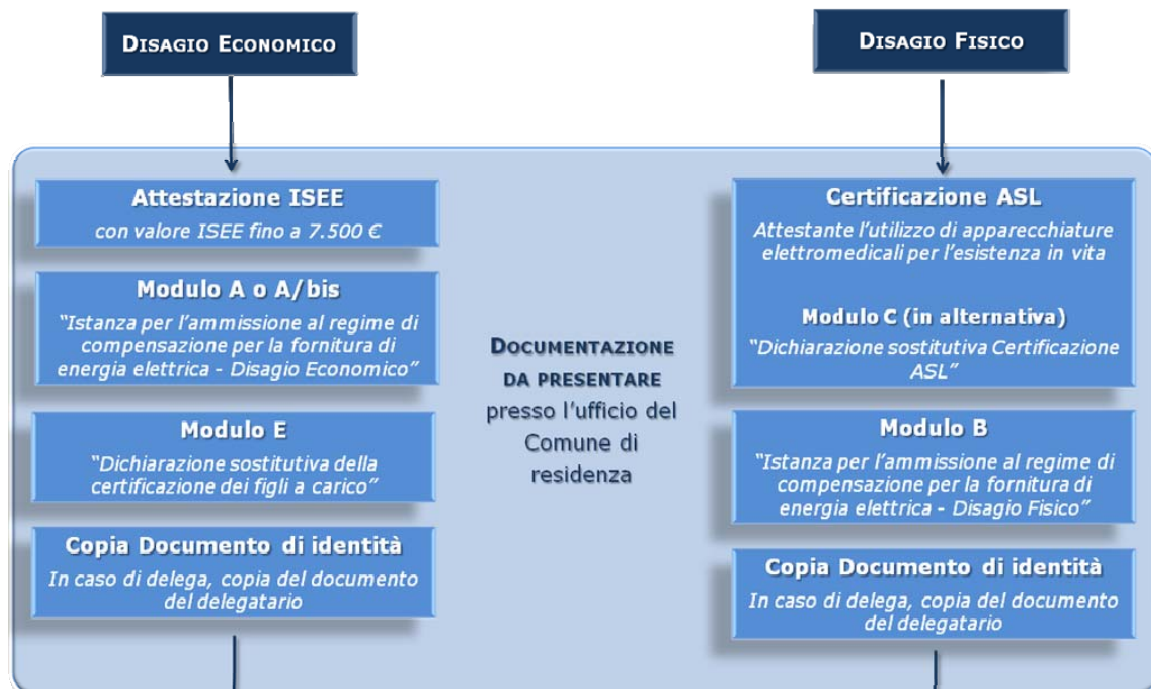 DISAGIO ECONOMICO
DISAGIO FISICO
Attestazione ISEE
con valore ISEE fino a 7.500 €
Modulo A o A/bis
“Istanza per l’ammissione al regime di
compensazione per la fornitura di
energia elettrica - Disagio Economico”
Modulo E
“Dichiarazione sostitutiva della
certificazione dei figli a carico”
Copia Documento di identità
In caso di delega, copia del documento
del delegatario
DOCUMENTAZIONE
DA PRESENTARE
presso l’ufficio del
Comune di
residenza
Certificazione ASL
Attestante l’utilizzo di apparecchiature
elettromedicali per l’esistenza in vita
Modulo C (in alternativa)
“Dichiarazione sostitutiva Certificazione
ASL”
Modulo B
“Istanza per l’ammissione al regime di
compensazione per la fornitura di
energia elettrica - Disagio Fisico”
Copia Documento di identità
In caso di delega, copia del documento
del delegatario